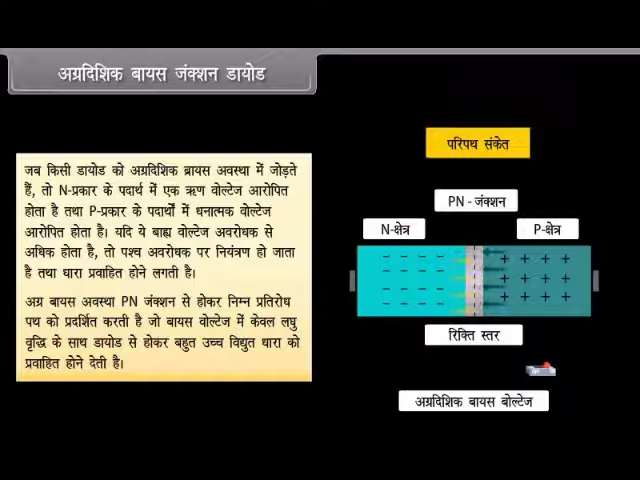 अग्रदिशिक बायस जंक्शन डायोड
जब किसी डायोड को अग्रदिशिक ब्रायस अवस्था में जोड़ते
हैं, तो N-प्रकार के पदार्थ में एक ऋण वोल्टेज आरोपित
होता है तथा P-प्रकार के पदार्थों में धनात्मक वोल्टेज
आरोपित होता है। यदि ये बाह्य वोल्टेज अवरोधक से
अधिक होता है, तो पश्च अवरोधक पर नियंत्रण हो जाता
है तथा धारा प्रवाहित होने लगती है।
अग्र बायस अवस्था PN जंक्शन से होकर निम्न प्रतिरोध
पथ को प्रदर्शित करती है जो बायस वोल्टेज में केवल लघु
वृद्धि के साथ डायोड से होकर बहुत उच्च विद्युत धारा को
प्रवाहित होने देती है।
परिपथ संकेत
PN - जंक्शन
N-क्षेत्र
P-क्षेत्र
रिक्ति स्तर
अग्रदिशिक बायस बोल्टेज